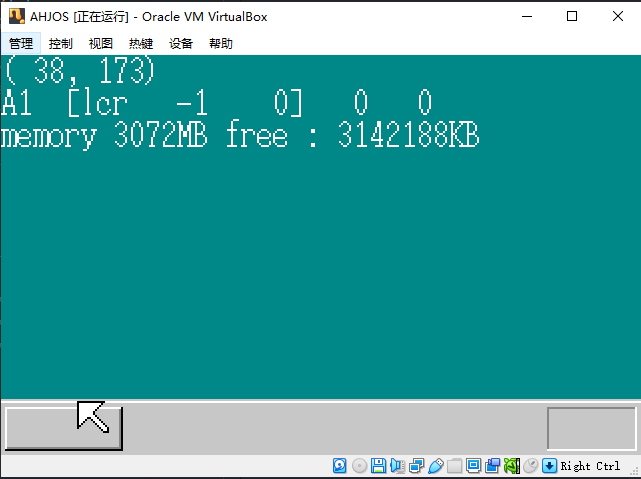 AHJOS [正在运行] - Oracle VM VirtualBox
管理 控制 视图 热键 设备 帮助
( 38, 173)
A1 [lcr -1 0] 0 0
memory 3072MB free : 3142188KB
Right Ctrl